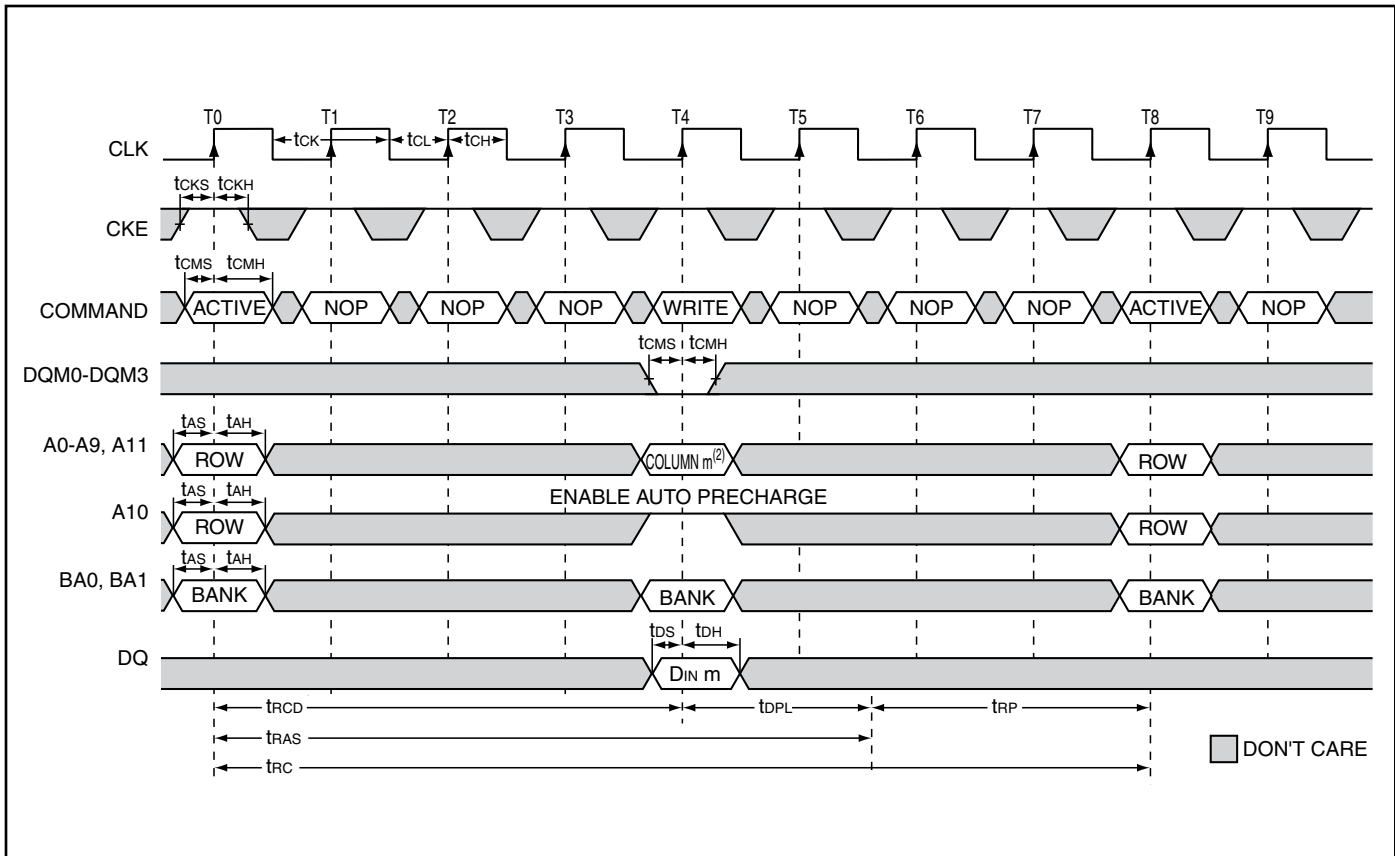 T0 T1 T2 T3 T4 T5 T6 T7 T8 T9
CLK tCK tCL tCH
tCKS tCKH
CKE
tCMS tCMH
COMMAND ACTIVE NOP NOP NOP WRITE NOP NOP NOP ACTIVE NOP
tCMS tCMH
DQM0-DQM3
tAS tAH
A0-A9, A11 ROW COLUMN m(2) ROW
tAS tAH ENABLE AUTO PRECHARGE
A10 ROW ROW
tAS tAH
BA0, BA1 BANK BANK BANK
tDS tDH
DQ DIN m
tRCD tDPL tRP
tRAS
tRC
DON'T CARE